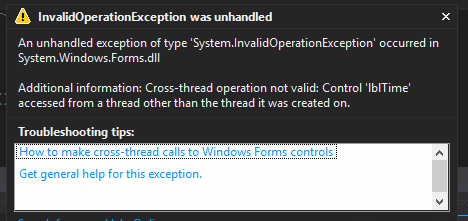 InvalidOperationException was unhandled
An unhandled exception of type 'System.InvalidOperationException' occurred in
System.Windows.Forms.dll
Additional information: Cross-thread operation not valid: Control 'lblTime'
accessed from a thread other than the thread it was created on.
Troubleshooting tips:
How to make cross-thread calls to Windows Forms controls
Get general help for this exception.